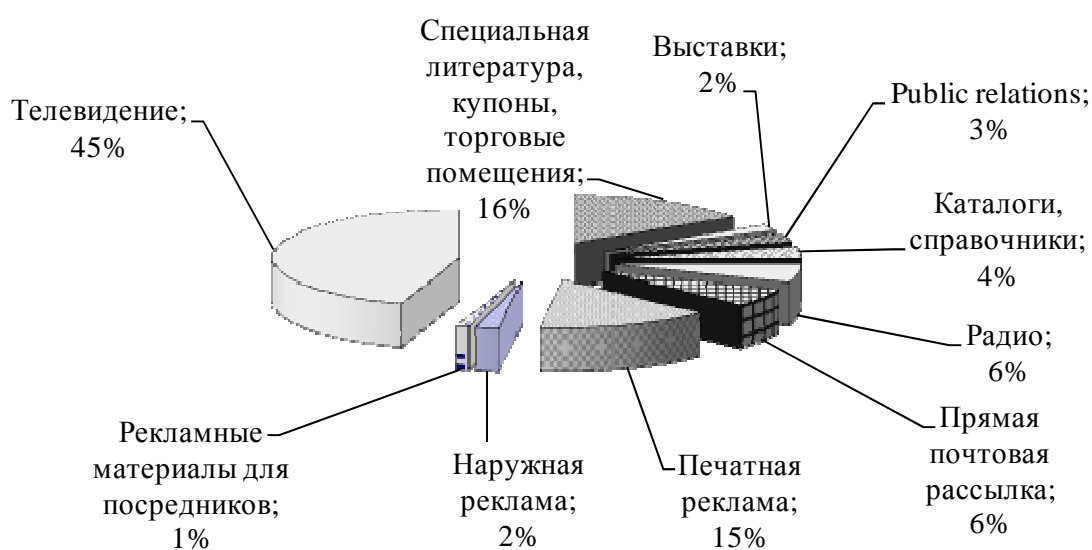 Специальная
литература,
купоны,
торговые
помещения;
16%
Выставки;
2%
Public relations;
3%
Каталоги,
справочники;
4%
Радио;
6%
Прямая
почтовая
рассылка;
6%
Печатная
реклама;
15%
Наружная
реклама;
2%
Рекламные
материалы для
посредников;
1%
Телевидение;
45%